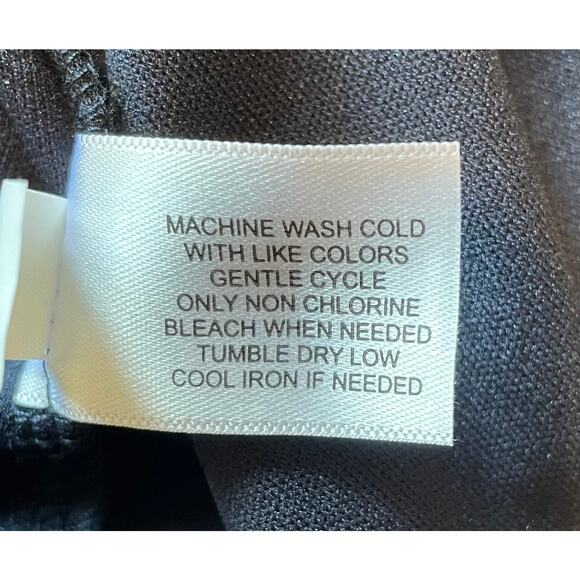 MACHINE WASH COLD
WITH LIKE COLORS
GENTLE CYCLE
ONLY NON CHLORINE
BLEACH WHEN NEEDED
TUMBLE DRY LOW
COOL IRON IF NEEDED